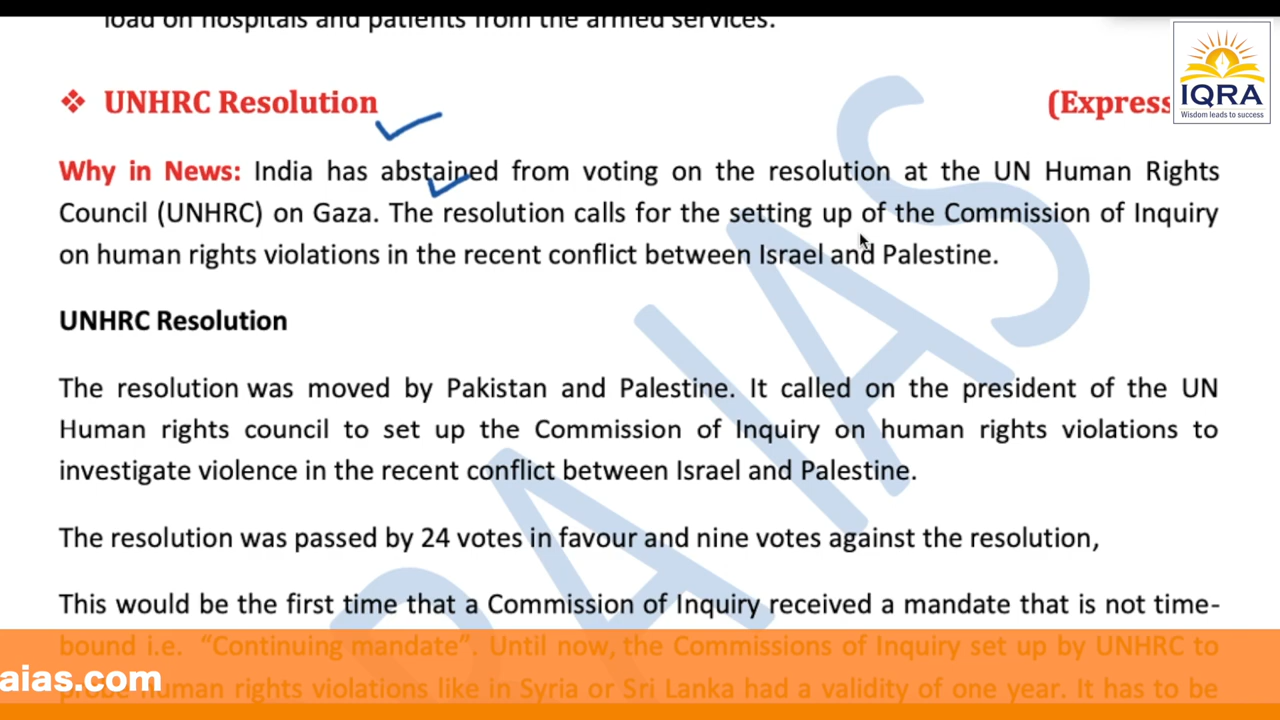 load on hospitals and patients from the armed services.
IQRA
Wisdom leads to success
❖ UNHRC Resolution (Express
Why in News: India has abstained from voting on the resolution at the UN Human Rights
Council (UNHRC) on Gaza. The resolution calls for the setting up of the Commission of Inquiry
on human rights violations in the recent conflict between Israel and Palestine.
UNHRC Resolution
The resolution was moved by Pakistan and Palestine. It called on the president of the UN
Human rights council to set up the Commission of Inquiry on human rights violations to
investigate violence in the recent conflict between Israel and Palestine.
The resolution was passed by 24 votes in favour and nine votes against the resolution,
This would be the first time that a Commission of Inquiry received a mandate that is not time-
bound i.e. “Continuing mandate”. Until now, the Commissions of Inquiry set up by UNHRC to
probe human rights violations like in Syria or Sri Lanka had a validity of one year. It has to be
aias.com